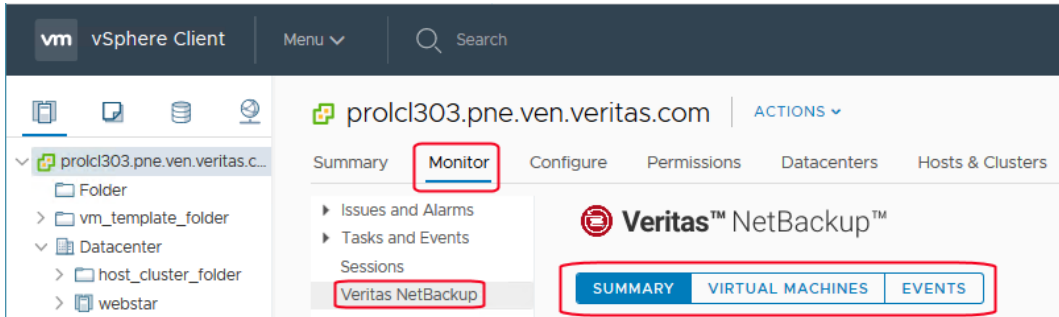 vm vSphere Client Menu Search
prolcl303.pne.ven.veritas.com ACTIONS
prolcl303.pne.ven.veritas.c...
Folder
vm_template_folder
Datacenter
host_cluster_folder
webstar
Summary Monitor Configure Permissions Datacenters Hosts & Clusters
Issues and Alarms
Tasks and Events
Sessions
Veritas NetBackup
Veritas™ NetBackup™
SUMMARY VIRTUAL MACHINES EVENTS